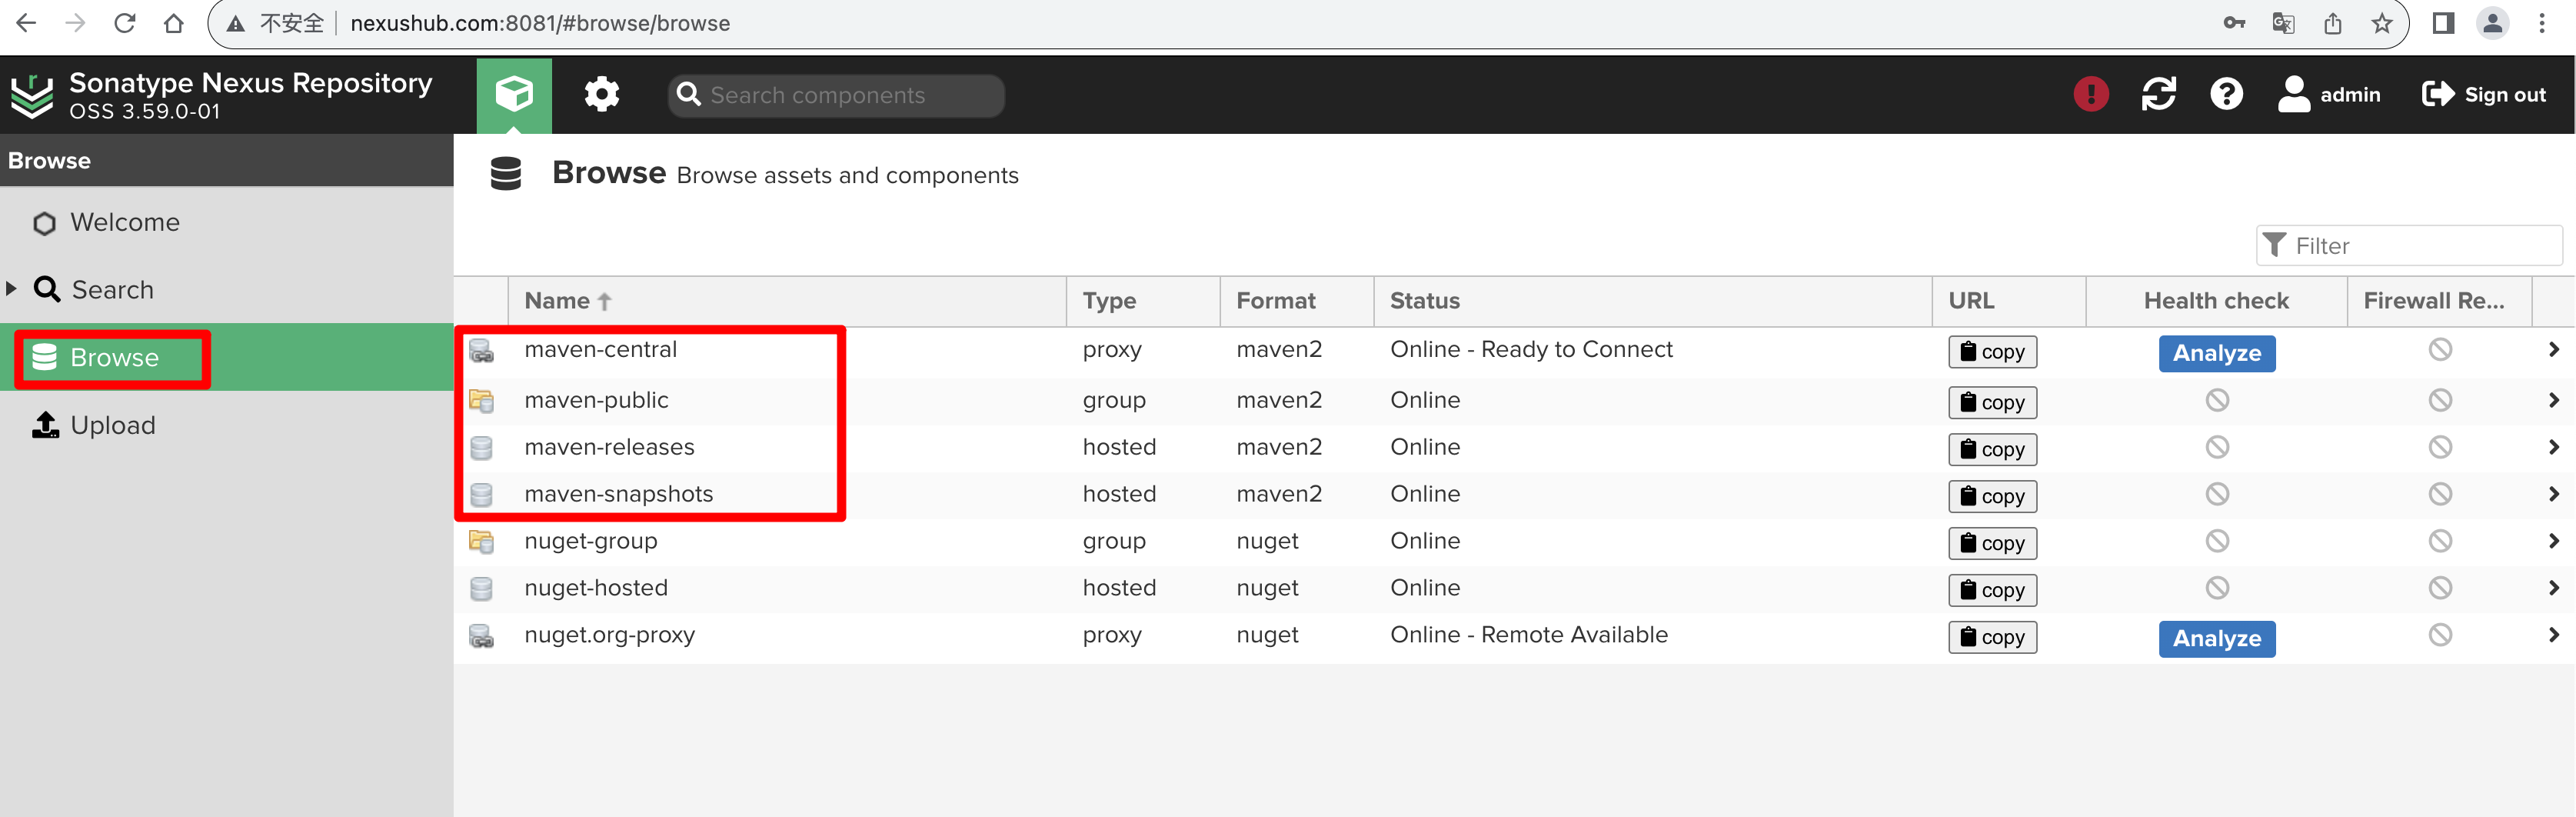 不安全 nexushub.com:8081/#browse/browse
Sonatype Nexus Repository
OSS 3.59.0-01
Search components
admin
Sign out
Browse
Welcome
Search
Browse
Upload
Browse Browse assets and components
Filter
Name Type Format Status URL Health check Firewall Re...
maven-central proxy maven2 Online - Ready to Connect copy Analyze
maven-public group maven2 Online copy
maven-releases hosted maven2 Online copy
maven-snapshots hosted maven2 Online copy
nuget-group group nuget Online copy
nuget-hosted hosted nuget Online copy
nuget.org-proxy proxy nuget Online - Remote Available copy Analyze